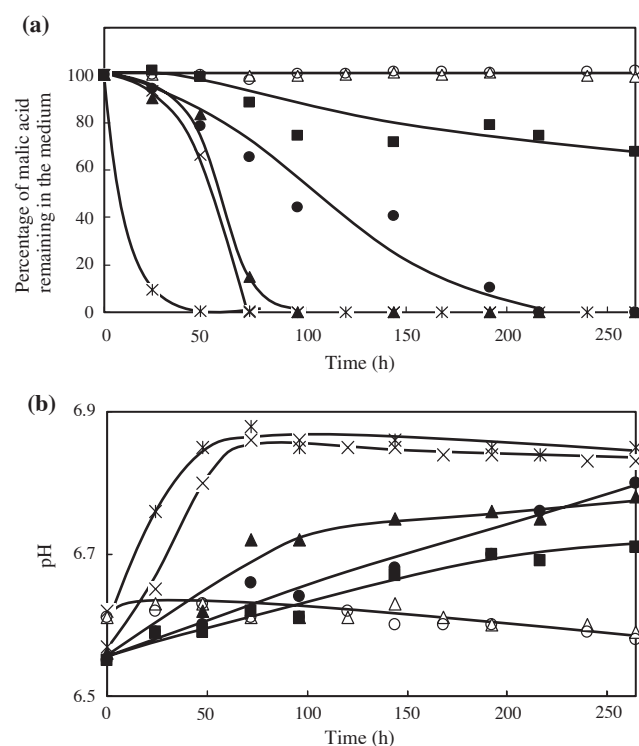 (a)
Percentage of malic acid
remaining in the medium
100
80
60
40
20
0
0 50 100 150 200 250
Time (h)
(b)
pH
6.9
6.7
6.5
0 50 100 150 200 250
Time (h)